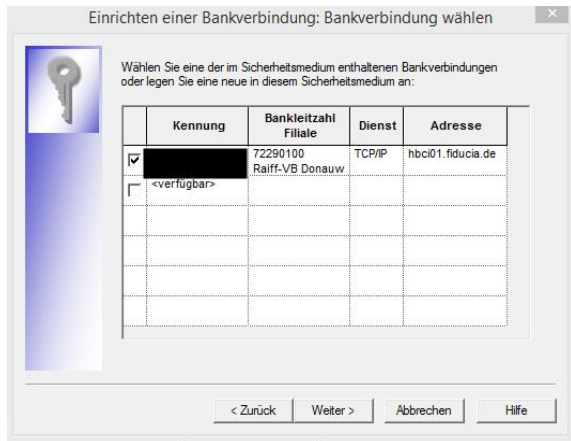 Einrichten einer Bankverbindung: Bankverbindung wählen
Wählen Sie eine der im Sicherheitsmedium enthaltenen Bankverbindungen
oder legen Sie eine neue in diesem Sicherheitsmedium an:
Kennung Bankleitzahl Filiale Dienst Adresse
72290100 TCP/IP hbci01.fiducia.de
Raiff-VB Donauw
<verfügbar>
< Zurück Weiter > Abbrechen Hilfe